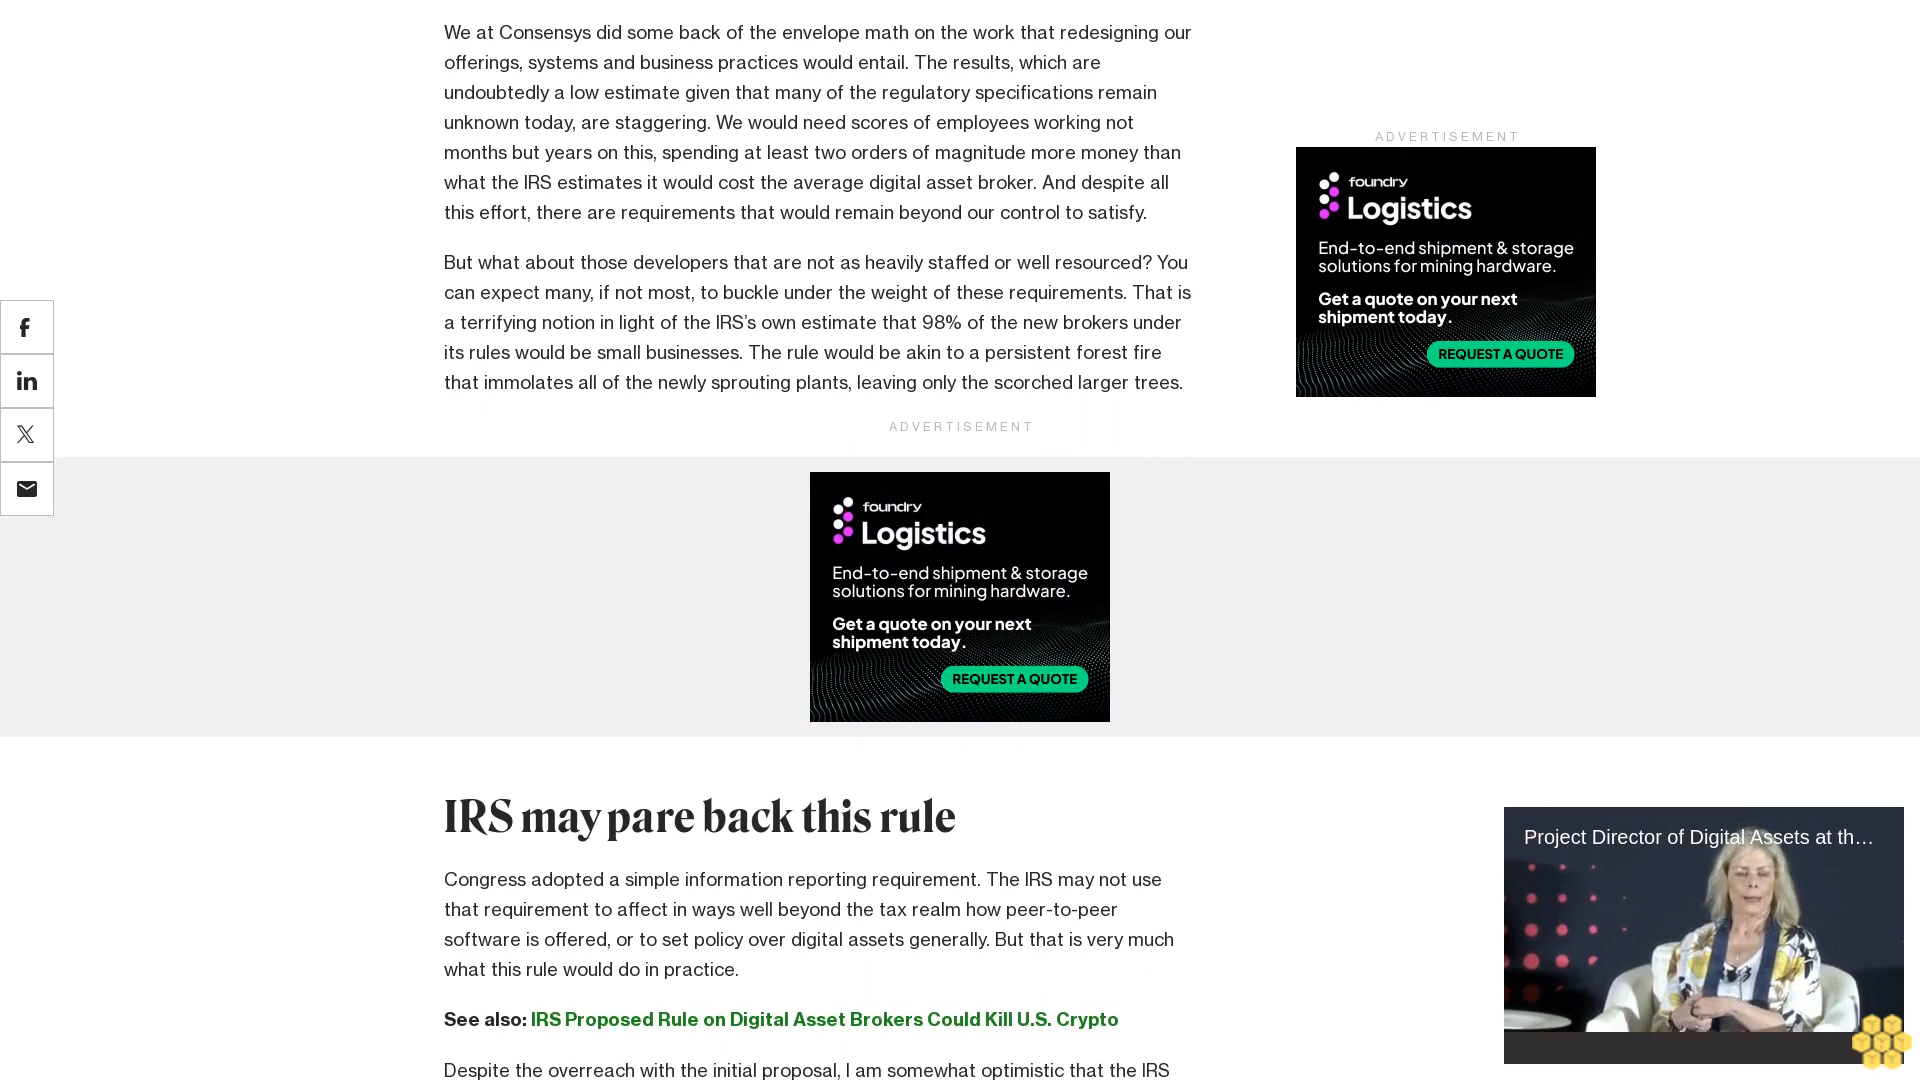 We at Consensys did some back of the envelope math on the work that redesigning our
offerings, systems and business practices would entail. The results, which are
undoubtedly a low estimate given that many of the regulatory specifications remain
unknown today, are staggering. We would need scores of employees working not
months but years on this, spending at least two orders of magnitude more money than
what the IRS estimates it would cost the average digital asset broker. And despite all
this effort, there are requirements that would remain beyond our control to satisfy.
But what about those developers that are not as heavily staffed or well resourced? You
can expect many, if not most, to buckle under the weight of these requirements. That is
a terrifying notion in light of the IRS’s own estimate that 98% of the new brokers under
its rules would be small businesses. The rule would be akin to a persistent forest fire
that immolates all of the newly sprouting plants, leaving only the scorched larger trees.
ADVERTISEMENT
foundry
Logistics
End-to-end shipment & storage
solutions for mining hardware.
Get a quote on your next
shipment today.
REQUEST A QUOTE
ADVERTISEMENT
foundry
Logistics
End-to-end shipment & storage
solutions for mining hardware.
Get a quote on your next
shipment today.
REQUEST A QUOTE
IRS may pare back this rule
Congress adopted a simple information reporting requirement. The IRS may not use
that requirement to affect in ways well beyond the tax realm how peer-to-peer
software is offered, or to set policy over digital assets generally. But that is very much
what this rule would do in practice.
See also: IRS Proposed Rule on Digital Asset Brokers Could Kill U.S. Crypto
Despite the overreach with the initial proposal, I am somewhat optimistic that the IRS
Project Director of Digital Assets at th…